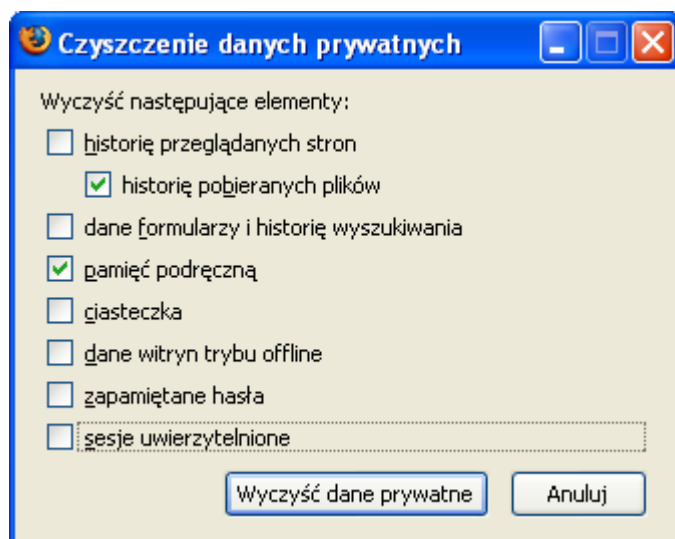 Czyszczenie danych prywatnych
Wyczyść następujące elementy:
historię przeglądanych stron
historię pobieranych plików
dane formularzy i historię wyszukiwania
pamięć podręczną
ciasteczka
dane witryn trybu offline
zapamiętane hasła
sesje uwierzytelnione
Wyczyść dane prywatne Anuluj